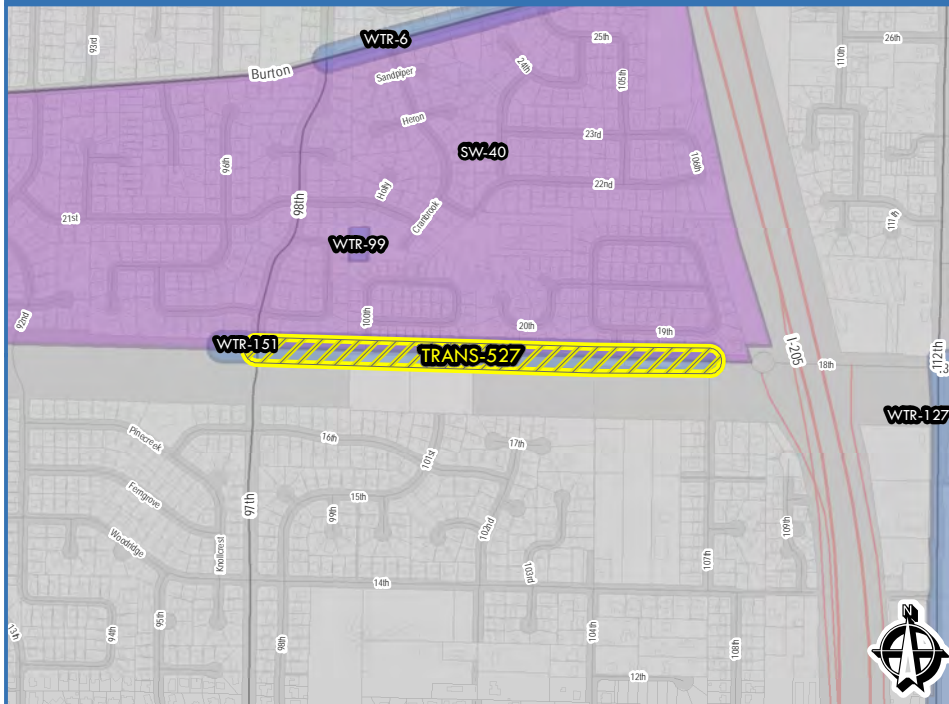 WTR-6
93rd
25th
26th
Burton
24th
110th
Sandpiper
105th
Heron
23rd
SW-40
96th
106th
22nd
Holly
98th
21st
Cranbrook
111th
WTR-99
100th
92nd
20th
19th
WTR-151
TRANS-527
I-205
18th
112th
WTR-127
Pinecreek
16th
101st
17th
Ferngrove
15th
97th
99th
102nd
109th
Woodridge
Knollcrest
103rd
107th
14th
13th
94th
95th
98th
104th
108th
12th
N